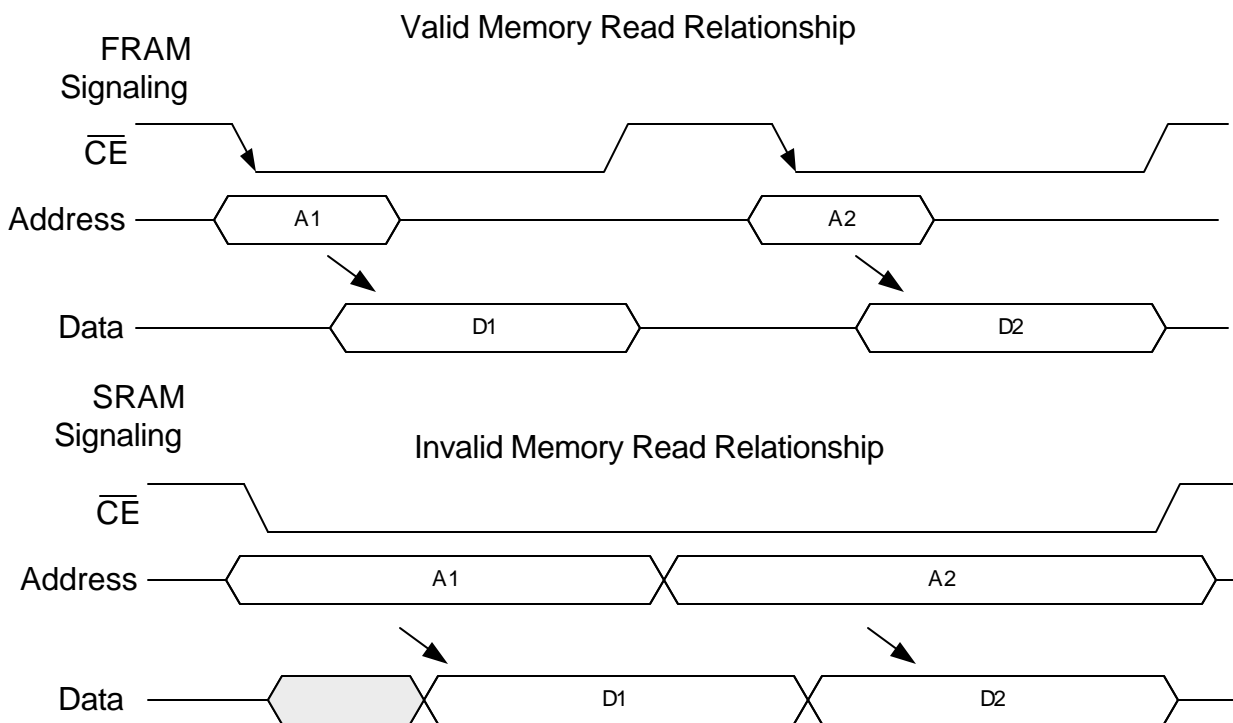 Valid Memory Read Relationship
FRAM
Signaling
CE
Address
A1
A2
Data
D1
D2
SRAM
Signaling
Invalid Memory Read Relationship
CE
Address
A1
A2
Data
D1
D2